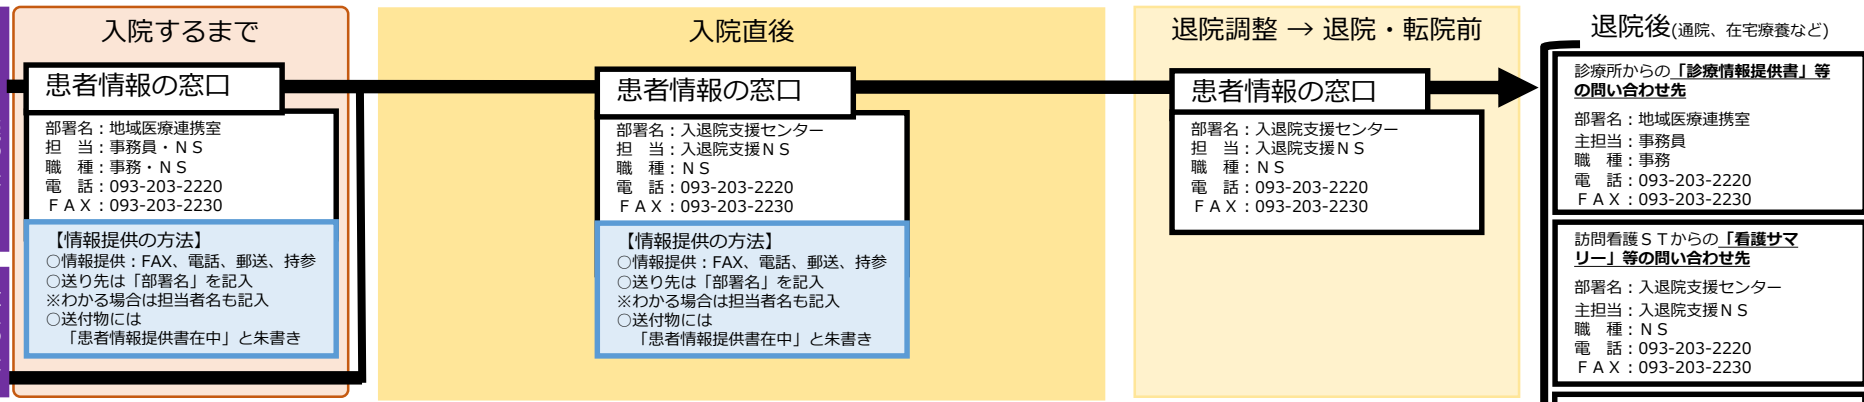 入院するまで
患者情報の窓口
部署名：地域医療連携室
担　当：事務員・ＮＳ
職　種：事務・ＮＳ
電　話：093-203-2220
ＦＡＸ：093-203-2230
【情報提供の方法】
○情報提供：FAX、電話、郵送、持参
○送り先は「部署名」を記入
※わかる場合は担当者名も記入
○送付物には
「患者情報提供書在中」と朱書き
入院直後
患者情報の窓口
部署名：入退院支援センター
担　当：入退院支援ＮＳ
職　種：ＮＳ
電　話：093-203-2220
ＦＡＸ：093-203-2230
【情報提供の方法】
○情報提供：FAX、電話、郵送、持参
○送り先は「部署名」を記入
※わかる場合は担当者名も記入
○送付物には
「患者情報提供書在中」と朱書き
退院調整 → 退院・転院前
患者情報の窓口
部署名：入退院支援センター
担　当：入退院支援ＮＳ
職　種：ＮＳ
電　話：093-203-2220
ＦＡＸ：093-203-2230
退院後(通院、在宅療養など)
診療所からの「診療情報提供書」等
の問い合わせ先
部署名：地域医療連携室
主担当：事務員
職　種：事務
電　話：093-203-2220
ＦＡＸ：093-203-2230
訪問看護ＳＴからの「看護サマ
リー」等の問い合わせ先
部署名：入退院支援センター
主担当：入退院支援ＮＳ
職　種：ＮＳ
電　話：093-203-2220
ＦＡＸ：093-203-2230